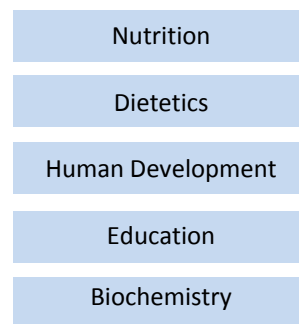 Nutrition
Dietetics
Human Development
Education
Biochemistry